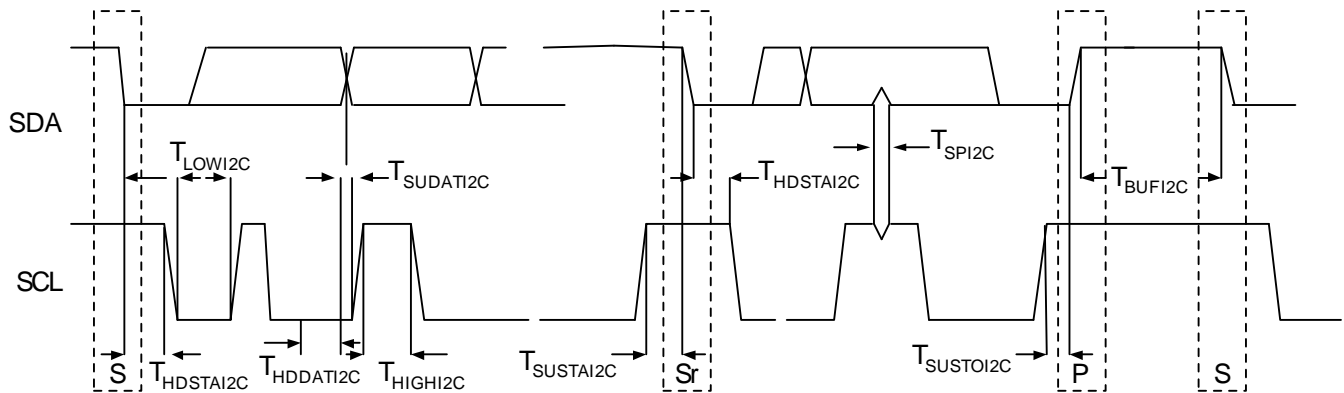 SDA
T_LOWI2C
T_SUDATI2C
T_SPI2C
T_HDSTAI2C
T_BUFI2C
SCL
S
T_HDSTAI2C
T_HDDATI2C
T_HIGHI2C
T_SUSTAI2C
Sr
T_SUSTOI2C
P
S